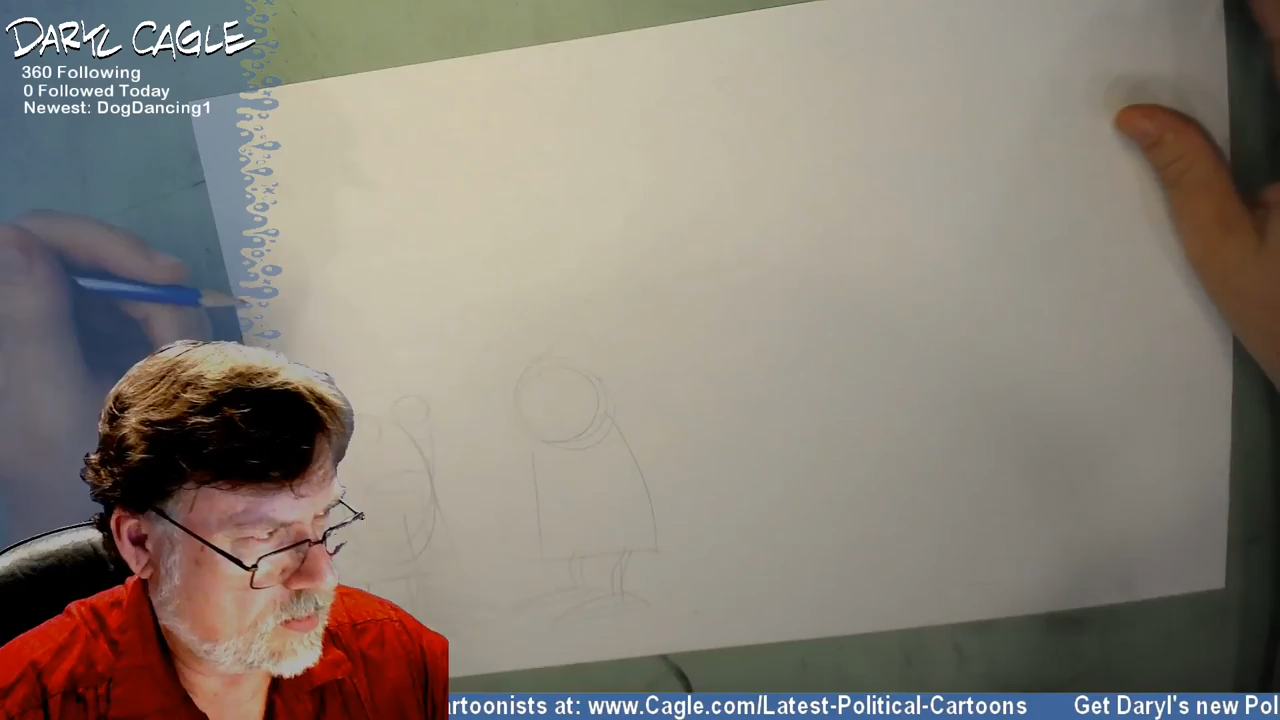 DARYL CAGLE
360 Following
0 Followed Today
Newest: DogDancing1
artoonists at: www.Cagle.com/Latest-Political-Cartoons Get Daryl's new Pol